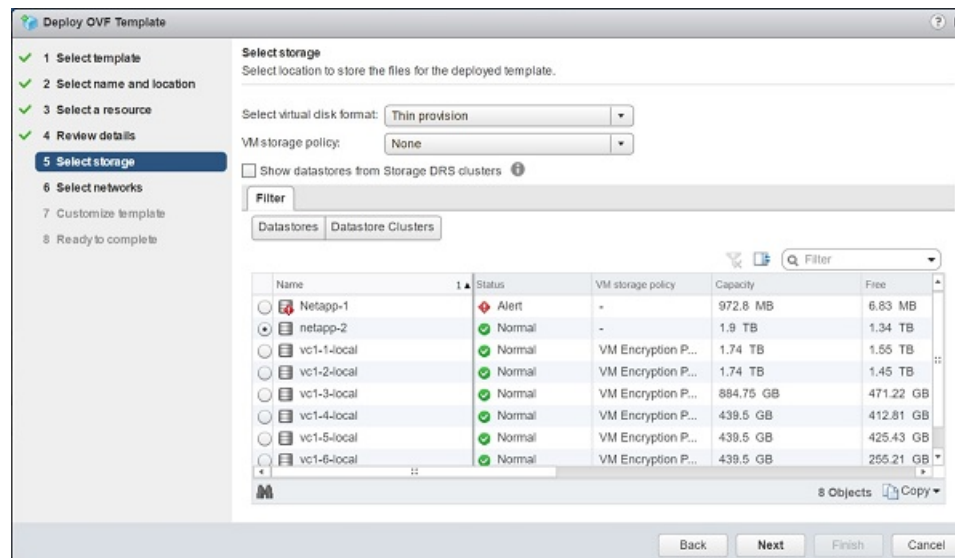 Deploy OVF Template
1 Select template
2 Select name and location
3 Select a resource
4 Review details
5 Select storage
6 Select networks
7 Customize template
8 Ready to complete
Select storage
Select location to store the files for the deployed template.
Select virtual disk format: Thin provision
VM storage policy: None
Show datastores from Storage DRS clusters
Filter
Datastores Datastore Clusters
Filter
Name 1 Status VM storage policy Capacity Free
Netapp-1 Alert - 972.8 MB 6.83 MB
netapp-2 Normal - 1.9 TB 1.34 TB
vc1-1-local Normal VM Encryption P... 1.74 TB 1.55 TB
vc1-2-local Normal VM Encryption P... 1.74 TB 1.45 TB
vc1-3-local Normal VM Encryption P... 884.75 GB 471.22 GB
vc1-4-local Normal VM Encryption P... 439.5 GB 412.81 GB
vc1-5-local Normal VM Encryption P... 439.5 GB 425.43 GB
vc1-6-local Normal VM Encryption P... 439.5 GB 255.21 GB
8 Objects Copy
Back Next Finish Cancel